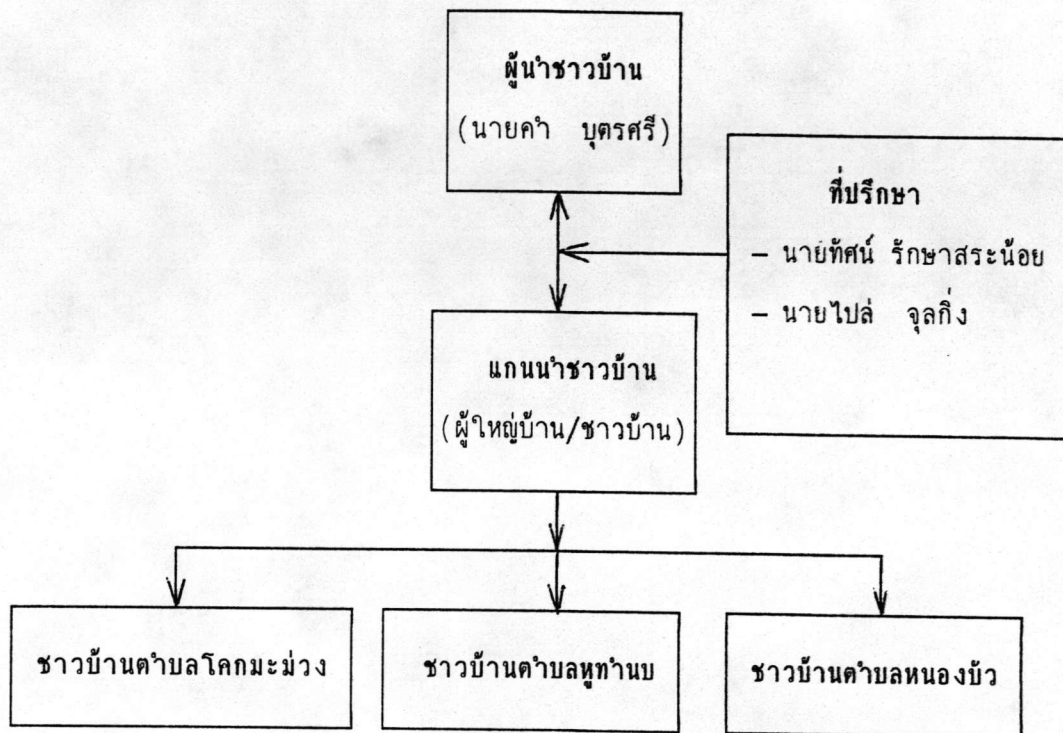 ผู้นำชาวบ้าน
(นายคำ บุตรศรี)
ที่ปรึกษา
- นายทัศน์ รักษาสระน้อย
- นายไปล่ จุลกิ่ง
แกนนำชาวบ้าน
(ผู้ใหญ่บ้าน/ชาวบ้าน)
ชาวบ้านตำบลโคกมะม่วง
ชาวบ้านตำบลหูทำนบ
ชาวบ้านตำบลหนองบัว